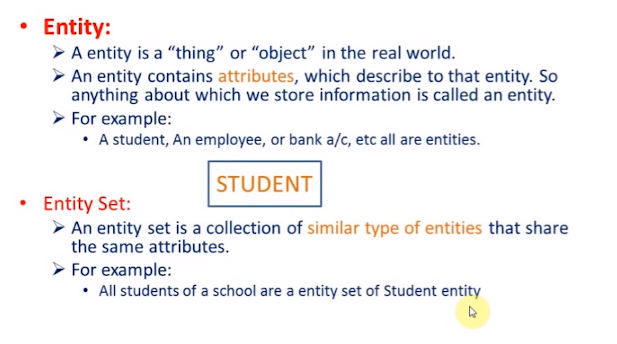 • Entity:
➢ A entity is a “thing” or “object” in the real world.
➢ An entity contains attributes, which describe to that entity. So
anything about which we store information is called an entity.
➢ For example:
• A student, An employee, or bank a/c, etc all are entities.
STUDENT
• Entity Set:
➢ An entity set is a collection of similar type of entities that share
the same attributes.
➢ For example:
• All students of a school are a entity set of Student entity